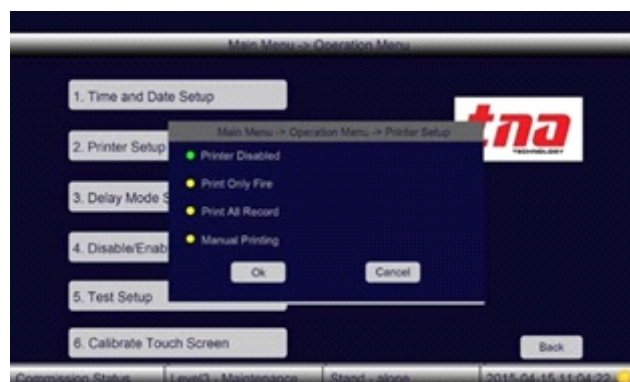 Main Menu -> Operation Menu
1. Time and Date Setup
tna
TECHNOLOGY
2. Printer Setup
Main Menu -> Operation Menu -> Printer Setup
Printer Disabled
Print Only Fire
Print All Record
Manual Printing
Ok
Cancel
3. Delay Mode S
4. Disable/Enab
5. Test Setup
6. Calibrate Touch Screen
Back
Commission Status
Level3 - Maintenance
Stand - alone
2015-04-15 11:04:22